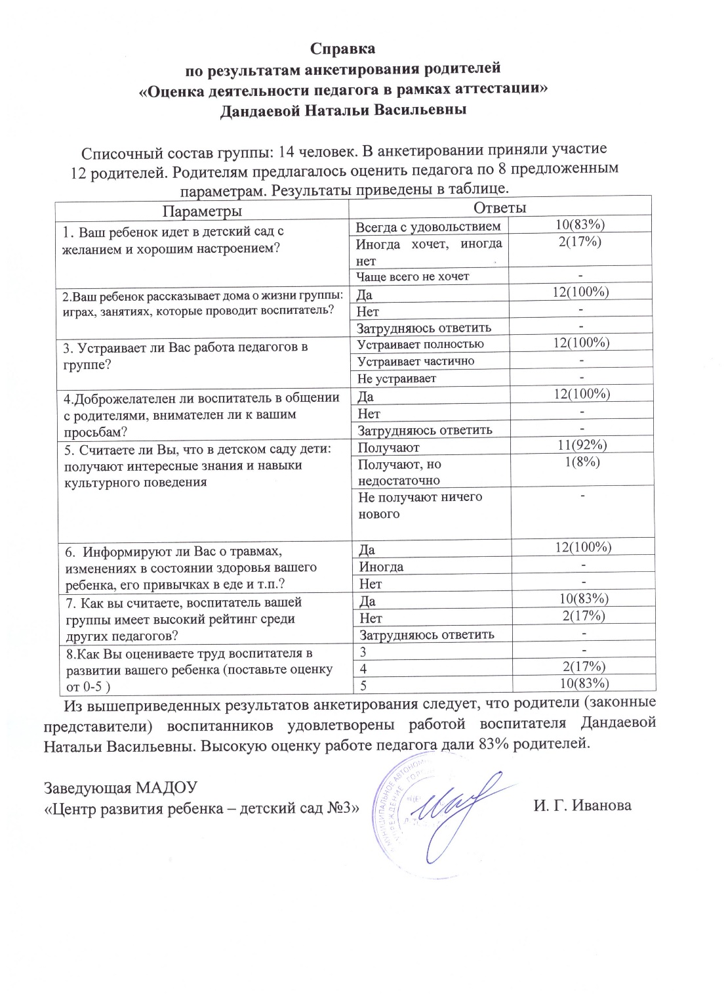 Справка
по результатам анкетирования родителей
«Оценка деятельности педагога в рамках аттестации»
Дандаевой Натальи Васильевны
Списочный состав группы: 14 человек. В анкетировании приняли участие
12 родителей. Родителям предлагалось оценить педагога по 8 предложенным
параметрам. Результаты приведены в таблице.
Параметры Ответы
1. Ваш ребенок идет в детский сад с
желанием и хорошим настроением?
Всегда с удовольствием 10(83%)
Иногда хочет, иногда
нет
2(17%)
Чаще всего не хочет -
2.Ваш ребенок рассказывает дома о жизни группы:
играх, занятиях, которые проводит воспитатель?
Да 12(100%)
Нет -
Затрудняюсь ответить -
3. Устраивает ли Вас работа педагогов в
группе?
Устраивает полностью 12(100%)
Устраивает частично -
Не устраивает -
4.Доброжелателен ли воспитатель в общении
с родителями, внимателен ли к вашим
просьбам?
Да 12(100%)
Нет -
Затрудняюсь ответить -
5. Считаете ли Вы, что в детском саду дети:
получают интересные знания и навыки
культурного поведения
Получают 11(92%)
Получают, но
недостаточно
1(8%)
Не получают ничего
нового
-
6. Информируют ли Вас о травмах,
изменениях в состоянии здоровья вашего
ребенка, его привычках в еде и т.п.?
Да 12(100%)
Иногда -
Нет -
7. Как вы считаете, воспитатель вашей
группы имеет высокий рейтинг среди
других педагогов?
Да 10(83%)
Нет 2(17%)
Затрудняюсь ответить -
8.Как Вы оцениваете труд воспитателя в
развитии вашего ребенка (поставьте оценку
от 0-5 )
3 -
4 2(17%)
5 10(83%)
Из вышеприведенных результатов анкетирования следует, что родители (законные
представители) воспитанников удовлетворены работой воспитателя Дандаевой
Натальи Васильевны. Высокую оценку работе педагога дали 83% родителей.
Заведующая МАДОУ
«Центр развития ребенка – детский сад №3» И. Г. Иванова
МУНИЦИПАЛЬНОЕ